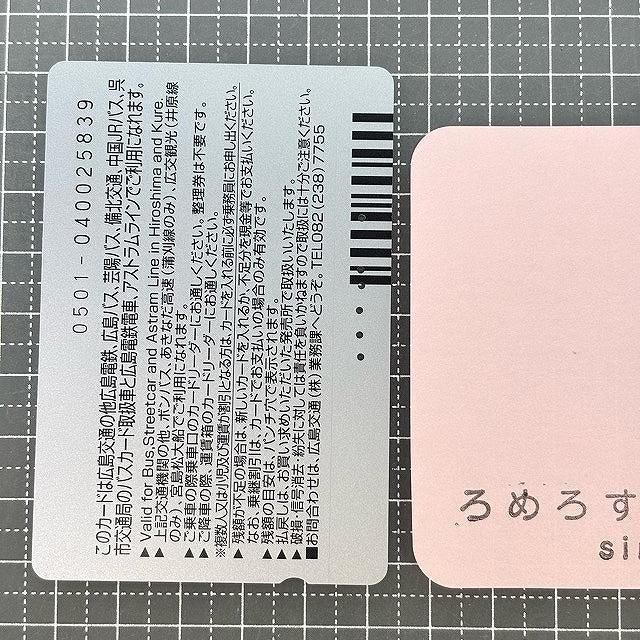 0501-040025839
このカードは広島交通の他広島電鉄、広島バス、芸陽バス、備北交通、中国JRバス、呉
市交通局のバスカード取扱車と広島電鉄電車、アストラムラインでご利用になれます。
▶Valid for Bus,Streetcar and Astram Line in Hiroshima and Kure.
▶上記交通機関の他、ボンバス、あきなだ高速(蒲刈線のみ)、広交観光(井原線
のみ)、宮島松大船でご利用になれます。
▶ご乗車の際乗車口のカードリーダーにお通しください。整理券は不要です。
▶ご降車の際、運賃箱のカードリーダーにお通しください。
※複数人又は小児及び運賃が割引となる方は、カードを入れる前に必ず乗務員にお申し出ください。
▶残額が不足の場合は、新しいカードを入れるか、不足分を現金等でお支払いください。
なお、乗継割引は、カードでお支払いの場合のみ有効です。
▶残額の目安は、パンチ穴で表示されます。
▶払戻しは、お買い求めいただいた発売所で取扱いいたします。
▶破損・信号消去・紛失に対しては責任を負いかねますので取扱には十分ご注意ください。
■お問合わせは、広島交通(株)業務課へどうぞ。TEL082(238)7755
ろめろす
sin